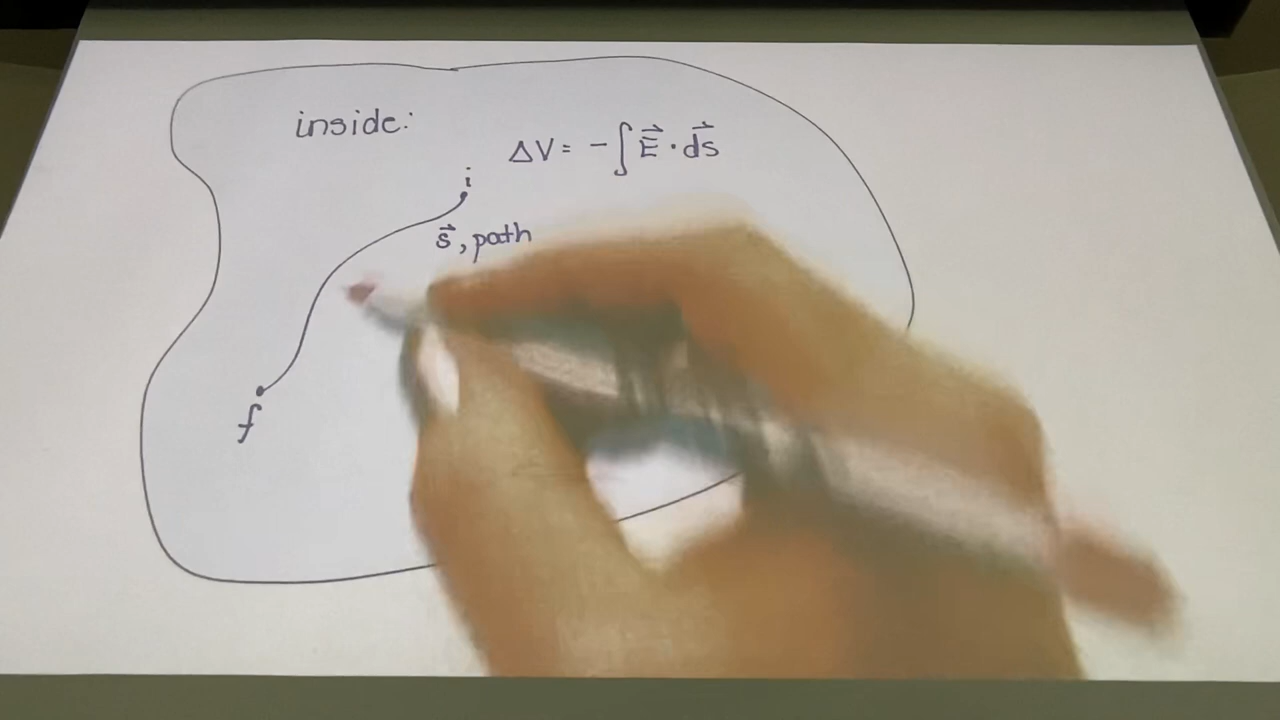 inside:
ΔV = -∫E⃗ · ds⃗
i
s⃗, path
f